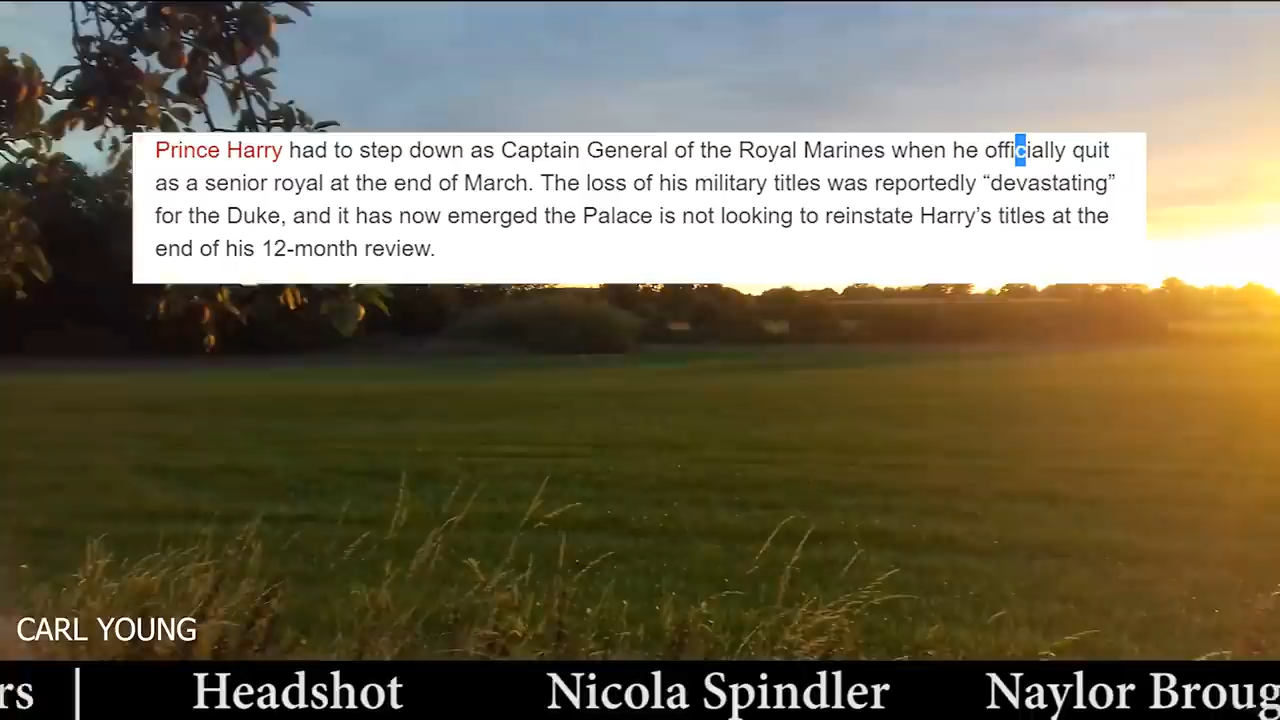 Prince Harry had to step down as Captain General of the Royal Marines when he officially quit
as a senior royal at the end of March. The loss of his military titles was reportedly “devastating”
for the Duke, and it has now emerged the Palace is not looking to reinstate Harry’s titles at the
end of his 12-month review.
CARL YOUNG
rs | Headshot Nicola Spindler Naylor Broug